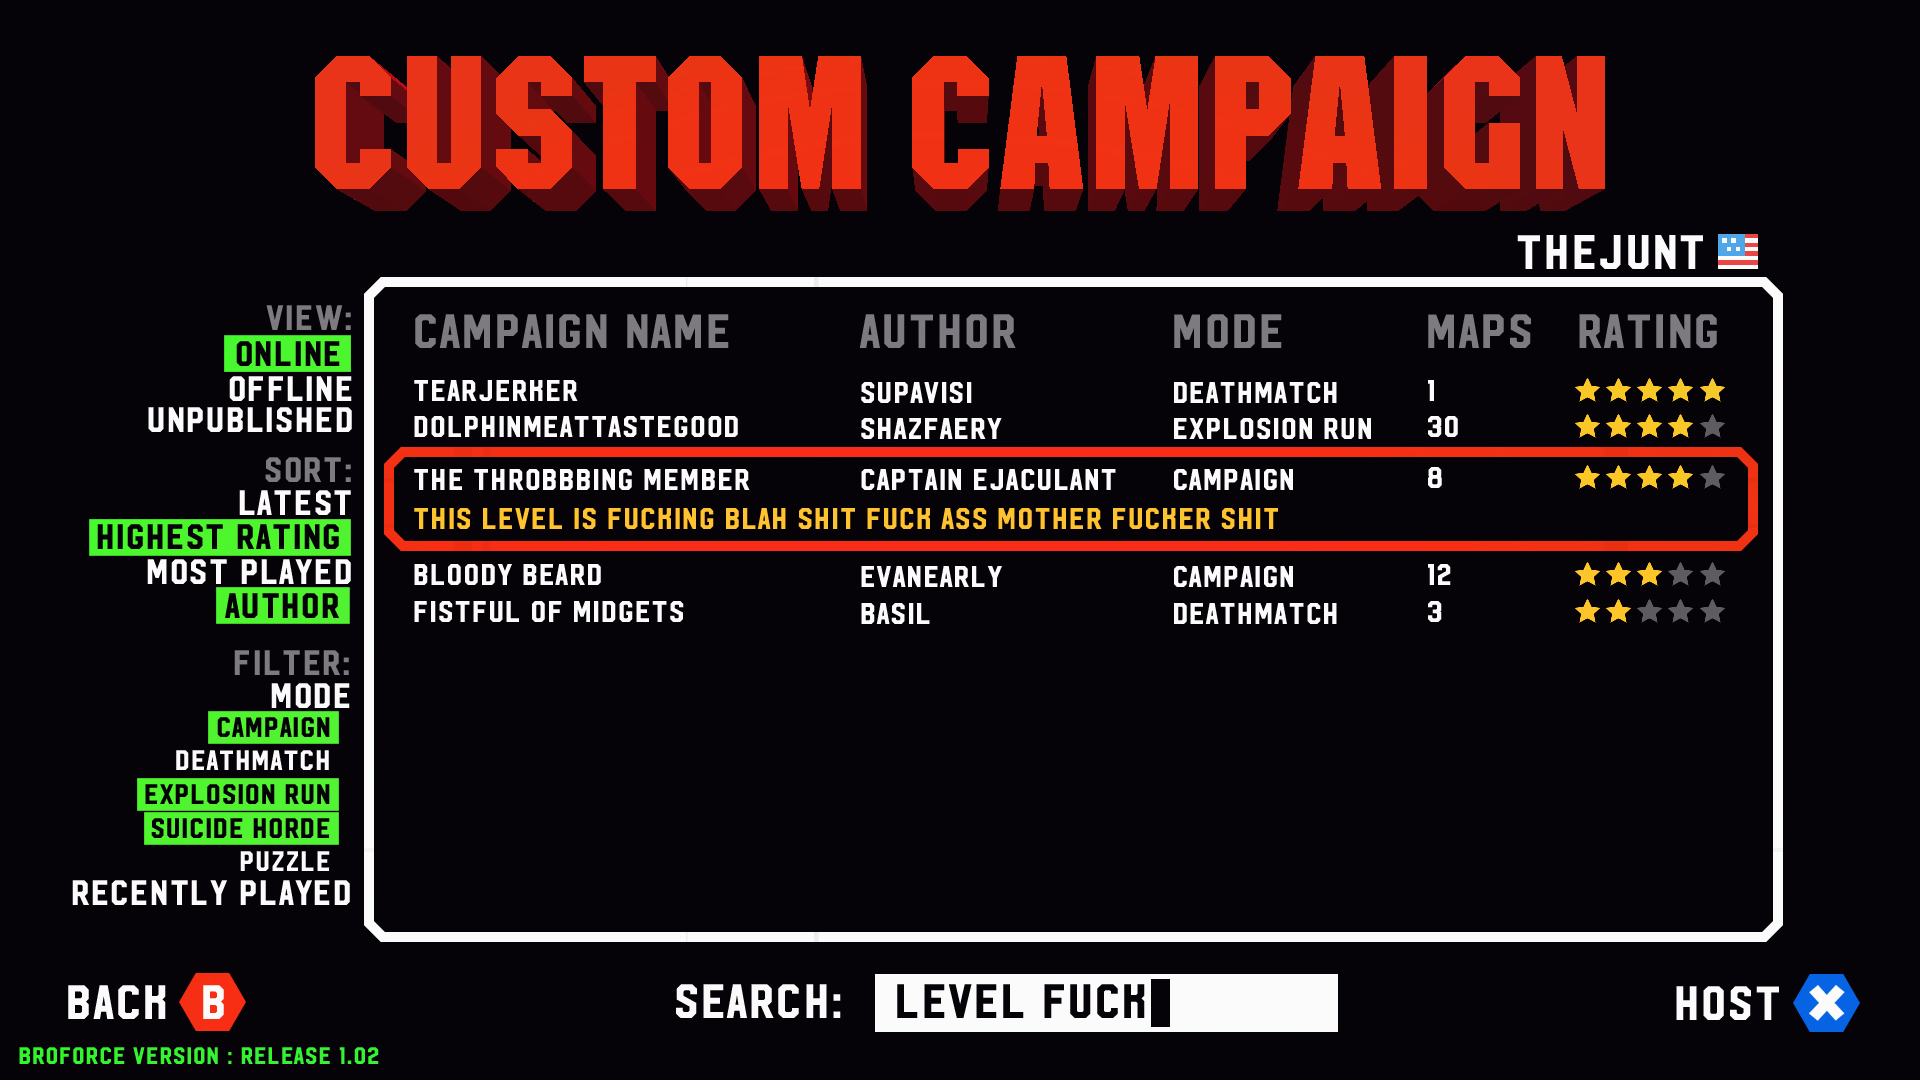 CUSTOM CAMPAIGN
THEJUNT
VIEW:
ONLINE
OFFLINE
UNPUBLISHED
SORT:
LATEST
HIGHEST RATING
MOST PLAYED
AUTHOR
FILTER:
MODE
CAMPAIGN
DEATHMATCH
EXPLOSION RUN
SUICIDE HORDE
PUZZLE
RECENTLY PLAYED
CAMPAIGN NAME AUTHOR MODE MAPS RATING
TEARJERKER SUPAVISI DEATHMATCH 1
DOLPHINMEATTASTEGOOD SHAZFAERY EXPLOSION RUN 30
THE THROBBBING MEMBER CAPTAIN EJACULANT CAMPAIGN 8
THIS LEVEL IS FUCKING BLAH SHIT FUCK ASS MOTHER FUCKER SHIT
BLOODY BEARD EVANEARLY CAMPAIGN 12
FISTFUL OF MIDGETS BASIL DEATHMATCH 3
BACK B
SEARCH: LEVEL FUCK
HOST X
BROFORCE VERSION : RELEASE 1.02